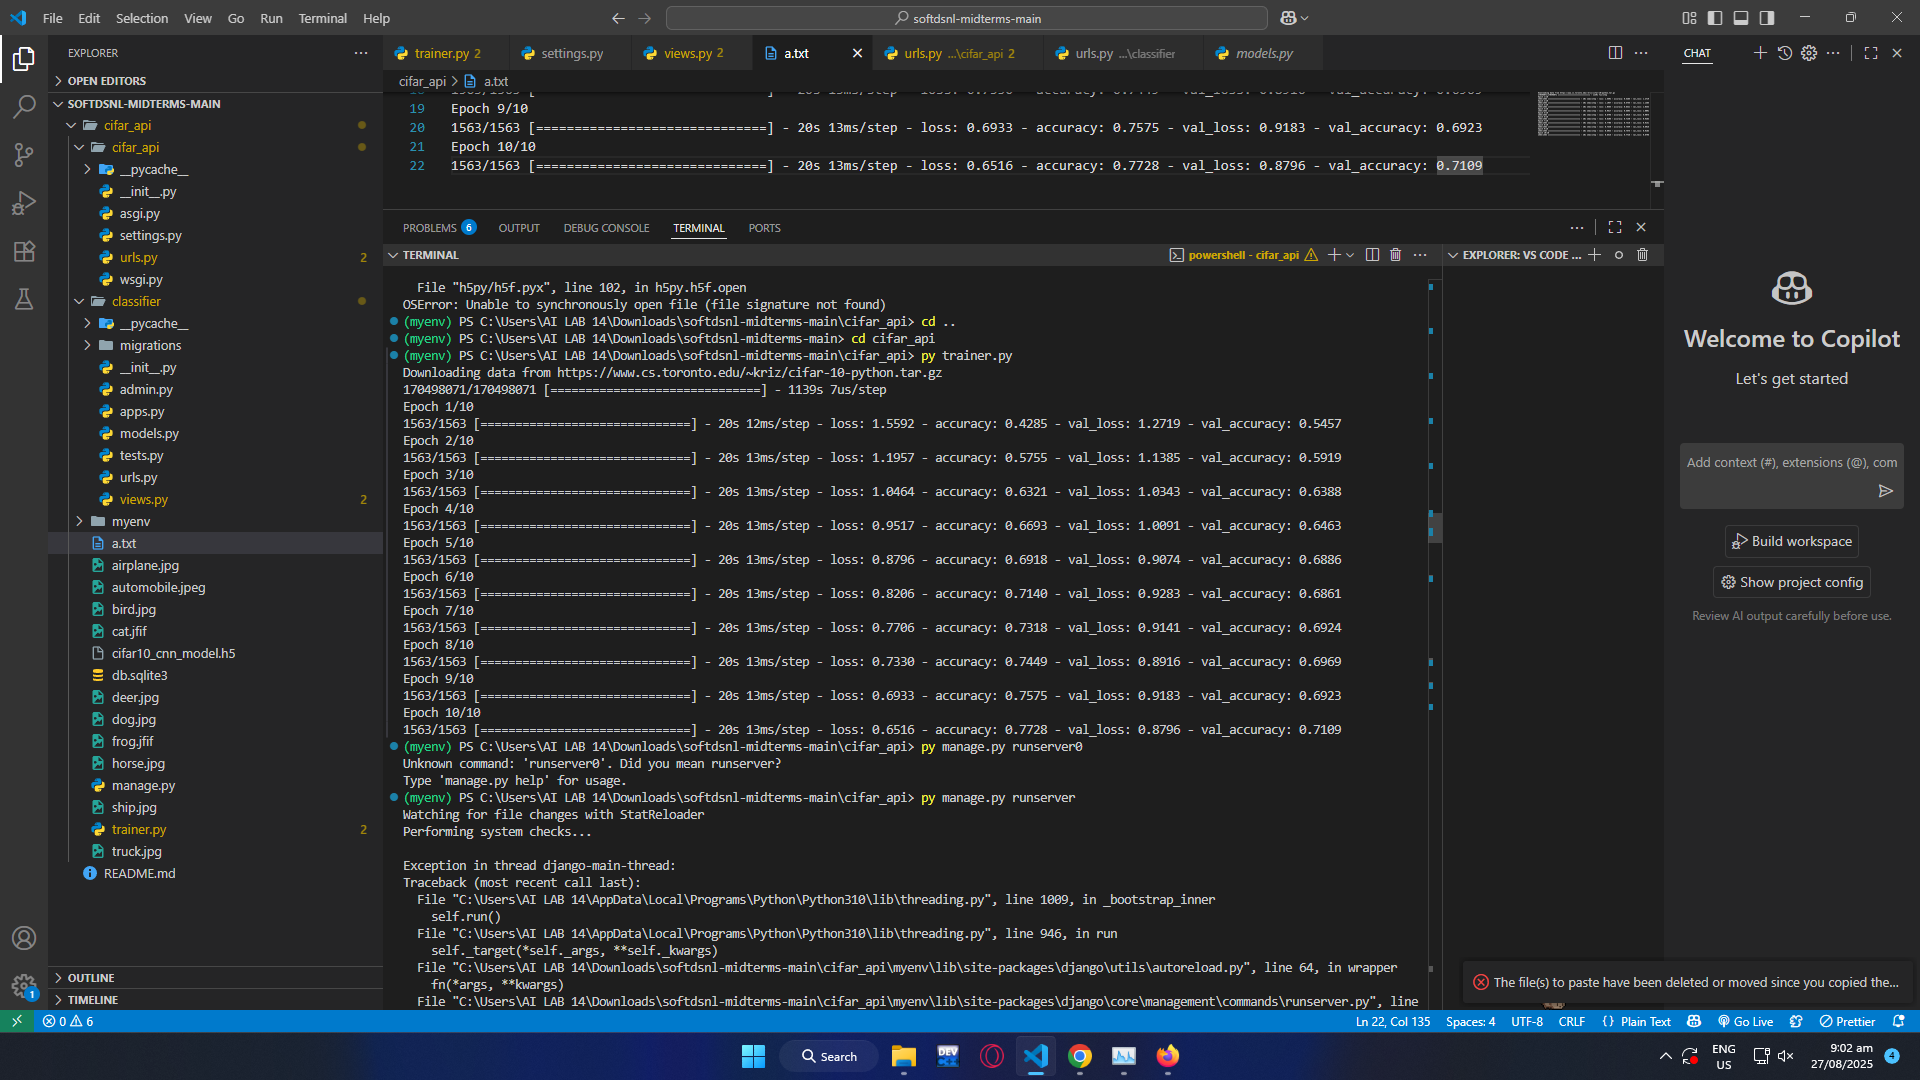 File Edit Selection View Go Run Terminal Help
softdsnl-midterms-main
EXPLORER
OPEN EDITORS
SOFTDSNL-MIDTERMS-MAIN
cifar_api
cifar_api
__pycache__
__init__.py
asgi.py
settings.py
urls.py 2
wsgi.py
classifier
__pycache__
migrations
__init__.py
admin.py
apps.py
models.py
tests.py
urls.py
views.py 2
myenv
a.txt
airplane.jpg
automobile.jpeg
bird.jpg
cat.jfif
cifar10_cnn_model.h5
db.sqlite3
deer.jpg
dog.jpg
frog.jfif
horse.jpg
manage.py
ship.jpg
trainer.py 2
truck.jpg
README.md
OUTLINE
TIMELINE
trainer.py 2 settings.py views.py 2 a.txt urls.py ...\cifar_api 2 urls.py ...\classifier models.py
cifar_api > a.txt
19 Epoch 9/10
20 1563/1563 [==============================] - 20s 13ms/step - loss: 0.6933 - accuracy: 0.7575 - val_loss: 0.9183 - val_accuracy: 0.6923
21 Epoch 10/10
22 1563/1563 [==============================] - 20s 13ms/step - loss: 0.6516 - accuracy: 0.7728 - val_loss: 0.8796 - val_accuracy: 0.7109
PROBLEMS 6 OUTPUT DEBUG CONSOLE TERMINAL PORTS
TERMINAL
powershell - cifar_api
EXPLORER: VS CODE ...
File "h5py/h5f.pyx", line 102, in h5py.h5f.open
OSError: Unable to synchronously open file (file signature not found)
(myenv) PS C:\Users\AI LAB 14\Downloads\softdsnl-midterms-main\cifar_api> cd ..
(myenv) PS C:\Users\AI LAB 14\Downloads\softdsnl-midterms-main> cd cifar_api
(myenv) PS C:\Users\AI LAB 14\Downloads\softdsnl-midterms-main\cifar_api> py trainer.py
Downloading data from https://www.cs.toronto.edu/~kriz/cifar-10-python.tar.gz
170498071/170498071 [==============================] - 1139s 7us/step
Epoch 1/10
1563/1563 [==============================] - 20s 12ms/step - loss: 1.5592 - accuracy: 0.4285 - val_loss: 1.2719 - val_accuracy: 0.5457
Epoch 2/10
1563/1563 [==============================] - 20s 13ms/step - loss: 1.1957 - accuracy: 0.5755 - val_loss: 1.1385 - val_accuracy: 0.5919
Epoch 3/10
1563/1563 [==============================] - 20s 13ms/step - loss: 1.0464 - accuracy: 0.6321 - val_loss: 1.0343 - val_accuracy: 0.6388
Epoch 4/10
1563/1563 [==============================] - 20s 13ms/step - loss: 0.9517 - accuracy: 0.6693 - val_loss: 1.0091 - val_accuracy: 0.6463
Epoch 5/10
1563/1563 [==============================] - 20s 13ms/step - loss: 0.8796 - accuracy: 0.6918 - val_loss: 0.9074 - val_accuracy: 0.6886
Epoch 6/10
1563/1563 [==============================] - 20s 13ms/step - loss: 0.8206 - accuracy: 0.7140 - val_loss: 0.9283 - val_accuracy: 0.6861
Epoch 7/10
1563/1563 [==============================] - 20s 13ms/step - loss: 0.7706 - accuracy: 0.7318 - val_loss: 0.9141 - val_accuracy: 0.6924
Epoch 8/10
1563/1563 [==============================] - 20s 13ms/step - loss: 0.7330 - accuracy: 0.7449 - val_loss: 0.8916 - val_accuracy: 0.6969
Epoch 9/10
1563/1563 [==============================] - 20s 13ms/step - loss: 0.6933 - accuracy: 0.7575 - val_loss: 0.9183 - val_accuracy: 0.6923
Epoch 10/10
1563/1563 [==============================] - 20s 13ms/step - loss: 0.6516 - accuracy: 0.7728 - val_loss: 0.8796 - val_accuracy: 0.7109
(myenv) PS C:\Users\AI LAB 14\Downloads\softdsnl-midterms-main\cifar_api> py manage.py runserver0
Unknown command: 'runserver0'. Did you mean runserver?
Type 'manage.py help' for usage.
(myenv) PS C:\Users\AI LAB 14\Downloads\softdsnl-midterms-main\cifar_api> py manage.py runserver
Watching for file changes with StatReloader
Performing system checks...
Exception in thread django-main-thread:
Traceback (most recent call last):
File "C:\Users\AI LAB 14\AppData\Local\Programs\Python\Python310\lib\threading.py", line 1009, in _bootstrap_inner
self.run()
File "C:\Users\AI LAB 14\AppData\Local\Programs\Python\Python310\lib\threading.py", line 946, in run
self._target(*self._args, **self._kwargs)
File "C:\Users\AI LAB 14\Downloads\softdsnl-midterms-main\cifar_api\myenv\lib\site-packages\django\utils\autoreload.py", line 64, in wrapper
fn(*args, **kwargs)
File "C:\Users\AI LAB 14\Downloads\softdsnl-midterms-main\cifar_api\myenv\lib\site-packages\django\core\management\commands\runserver.py", line
CHAT
Welcome to Copilot
Let's get started
Add context (#), extensions (@), com
Build workspace
Show project config
Review AI output carefully before use.
The file(s) to paste have been deleted or moved since you copied the...
1
0 6
Ln 22, Col 135 Spaces: 4 UTF-8 CRLF {} Plain Text Go Live Prettier
Search
DEV
ENG
US
9:02 am
27/08/2025
4